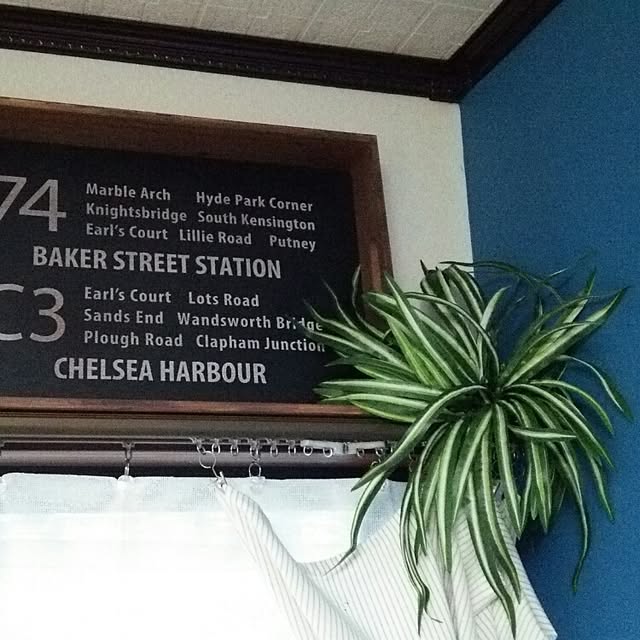 74
Marble Arch Hyde Park Corner
Knightsbridge South Kensington
Earl's Court Lillie Road Putney
BAKER STREET STATION
C3
Earl's Court Lots Road
Sands End Wandsworth Bridge
Plough Road Clapham Junction
CHELSEA HARBOUR